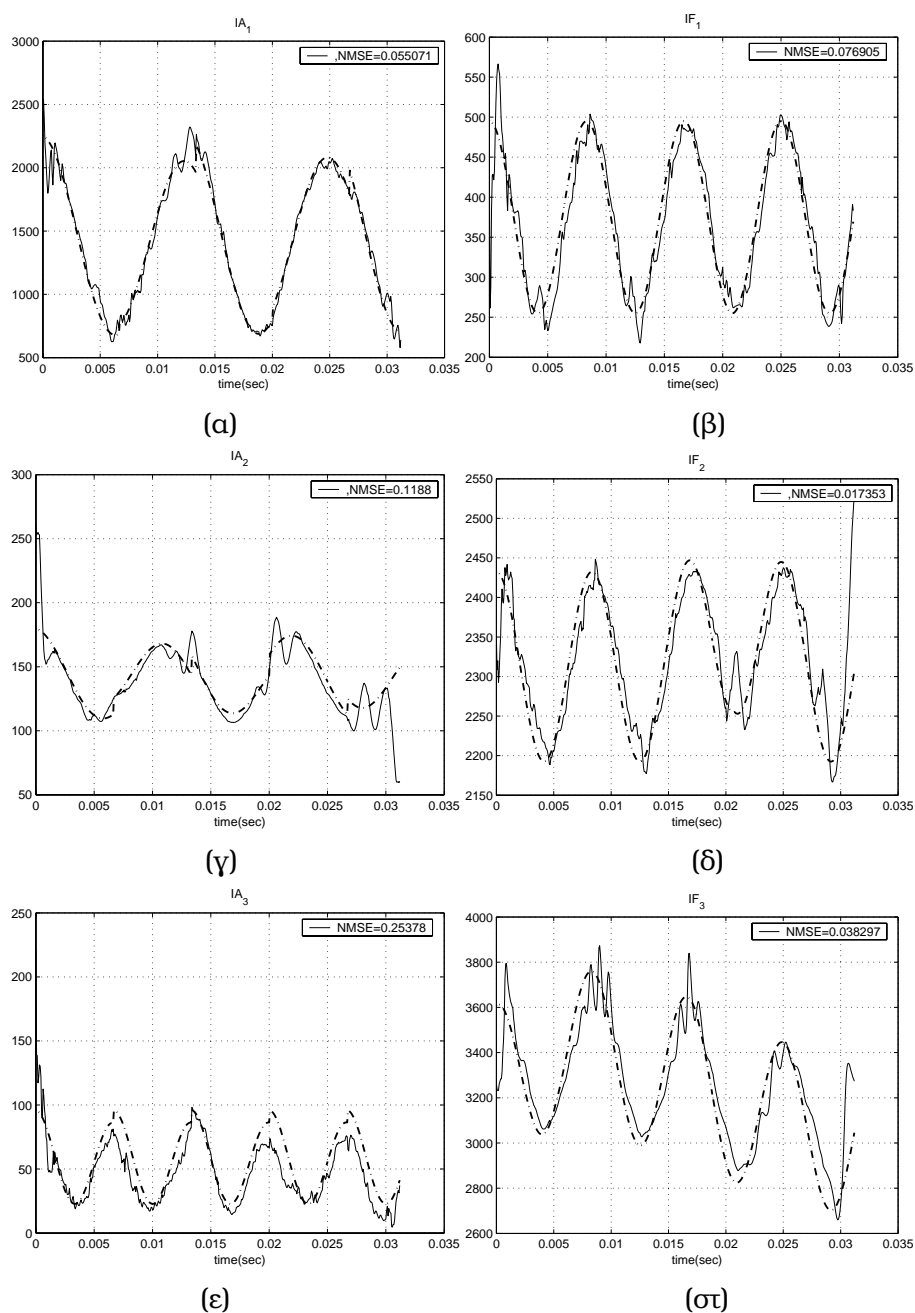 IA₁
,NMSE=0.055071
3000
2500
2000
1500
1000
500
0 0.005 0.01 0.015 0.02 0.025 0.03 0.035
time(sec)
(α)
IF₁
NMSE=0.076905
600
550
500
450
400
350
300
250
200
0 0.005 0.01 0.015 0.02 0.025 0.03 0.035
time(sec)
(β)
IA₂
,NMSE=0.1188
300
250
200
150
100
50
0 0.005 0.01 0.015 0.02 0.025 0.03 0.035
time(sec)
(γ)
IF₂
,NMSE=0.017353
2550
2500
2450
2400
2350
2300
2250
2200
2150
0 0.005 0.01 0.015 0.02 0.025 0.03 0.035
time(sec)
(δ)
IA₃
NMSE=0.25378
250
200
150
100
50
0
0 0.005 0.01 0.015 0.02 0.025 0.03 0.035
time(sec)
(ε)
IF₃
NMSE=0.038297
4000
3800
3600
3400
3200
3000
2800
2600
0 0.005 0.01 0.015 0.02 0.025 0.03 0.035
time(sec)
(στ)